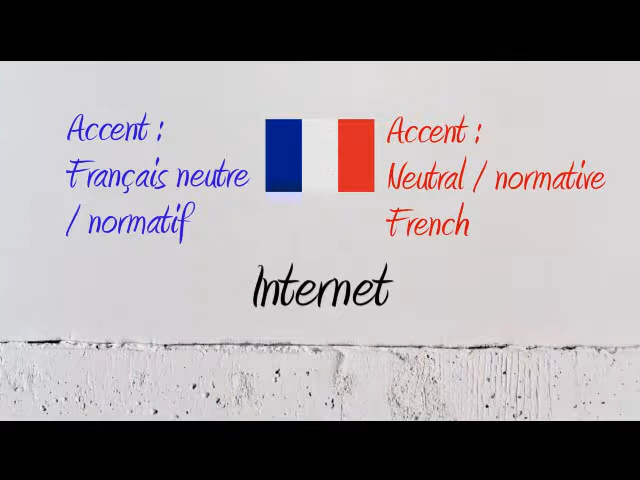 Accent :
Français neutre
/ normatif
Accent :
Neutral / normative
French
Internet